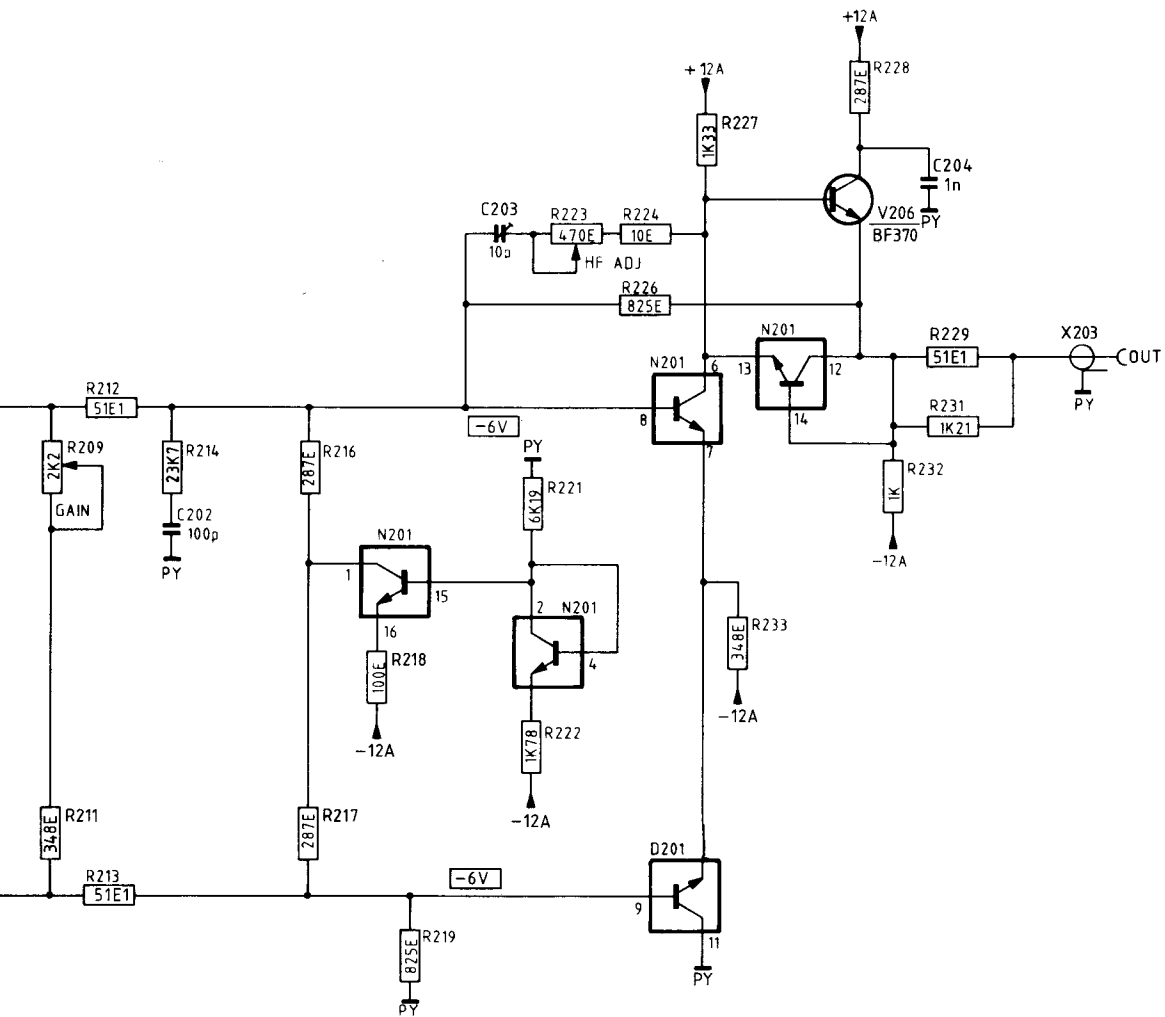 +12A
R228
287E
+12A
R227
1K33
C204
1n
PY
V206
BF370
C203
10p
R223
470E
R224
10E
HF ADJ
R226
825E
N201
13
12
14
R229
51E1
X203
OUT
PY
R231
1K21
R232
1K
-12A
N201
6
8
7
R212
51E1
-6V
R209
2K2
GAIN
R214
23K7
C202
100p
PY
R216
287E
PY
R221
6K19
N201
1
15
16
R218
100E
-12A
2
N201
4
R222
1K78
-12A
R233
348E
-12A
R211
348E
R217
287E
R213
51E1
-6V
D201
9
11
PY
R219
825E
PY